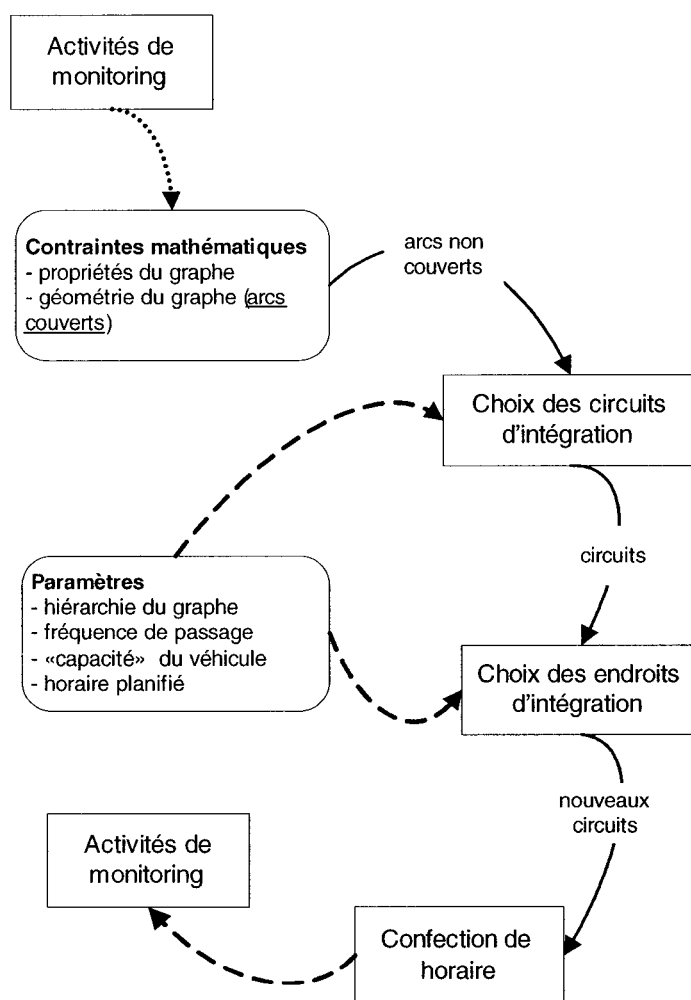 Activités de
monitoring
Contraintes mathématiques
- propriétés du graphe
- géométrie du graphe (arcs
couverts)
arcs non
couverts
Choix des circuits
d'intégration
circuits
Paramètres
- hiérarchie du graphe
- fréquence de passage
- «capacité» du véhicule
- horaire planifié
Choix des endroits
d'intégration
nouveaux
circuits
Activités de
monitoring
Confection de
horaire